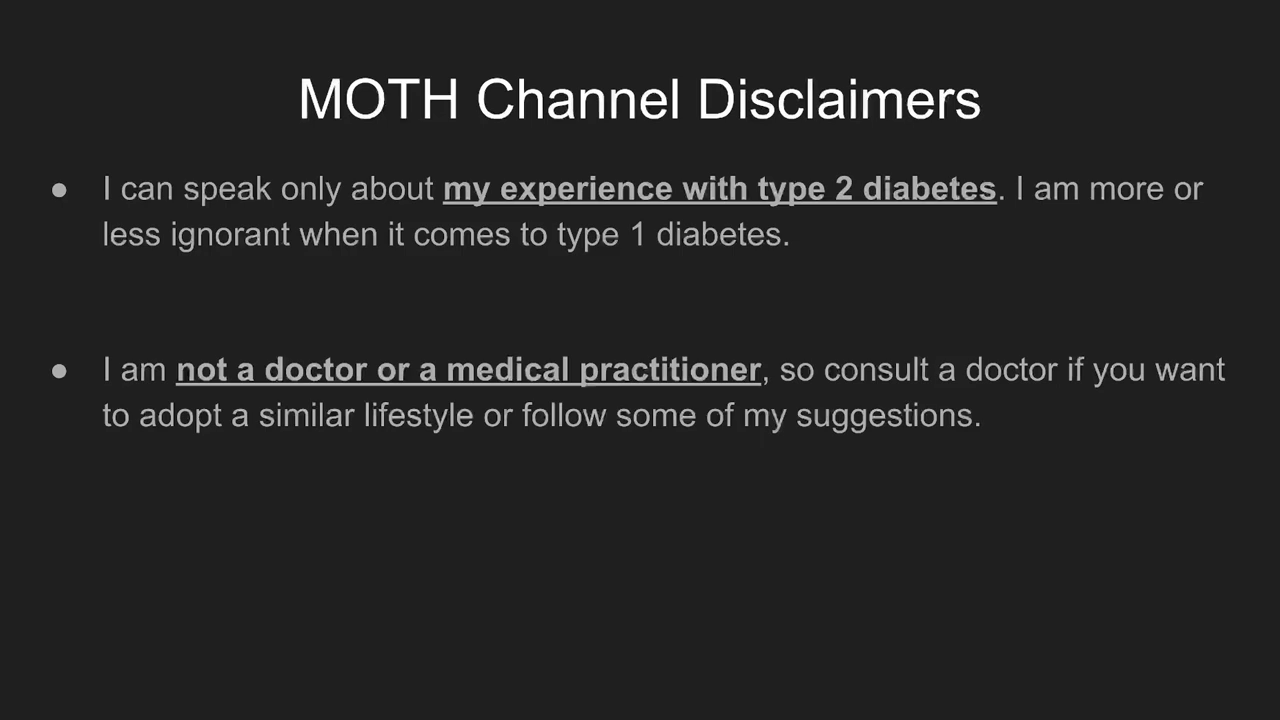 MOTH Channel Disclaimers
● I can speak only about my experience with type 2 diabetes. I am more or
less ignorant when it comes to type 1 diabetes.
● I am not a doctor or a medical practitioner, so consult a doctor if you want
to adopt a similar lifestyle or follow some of my suggestions.